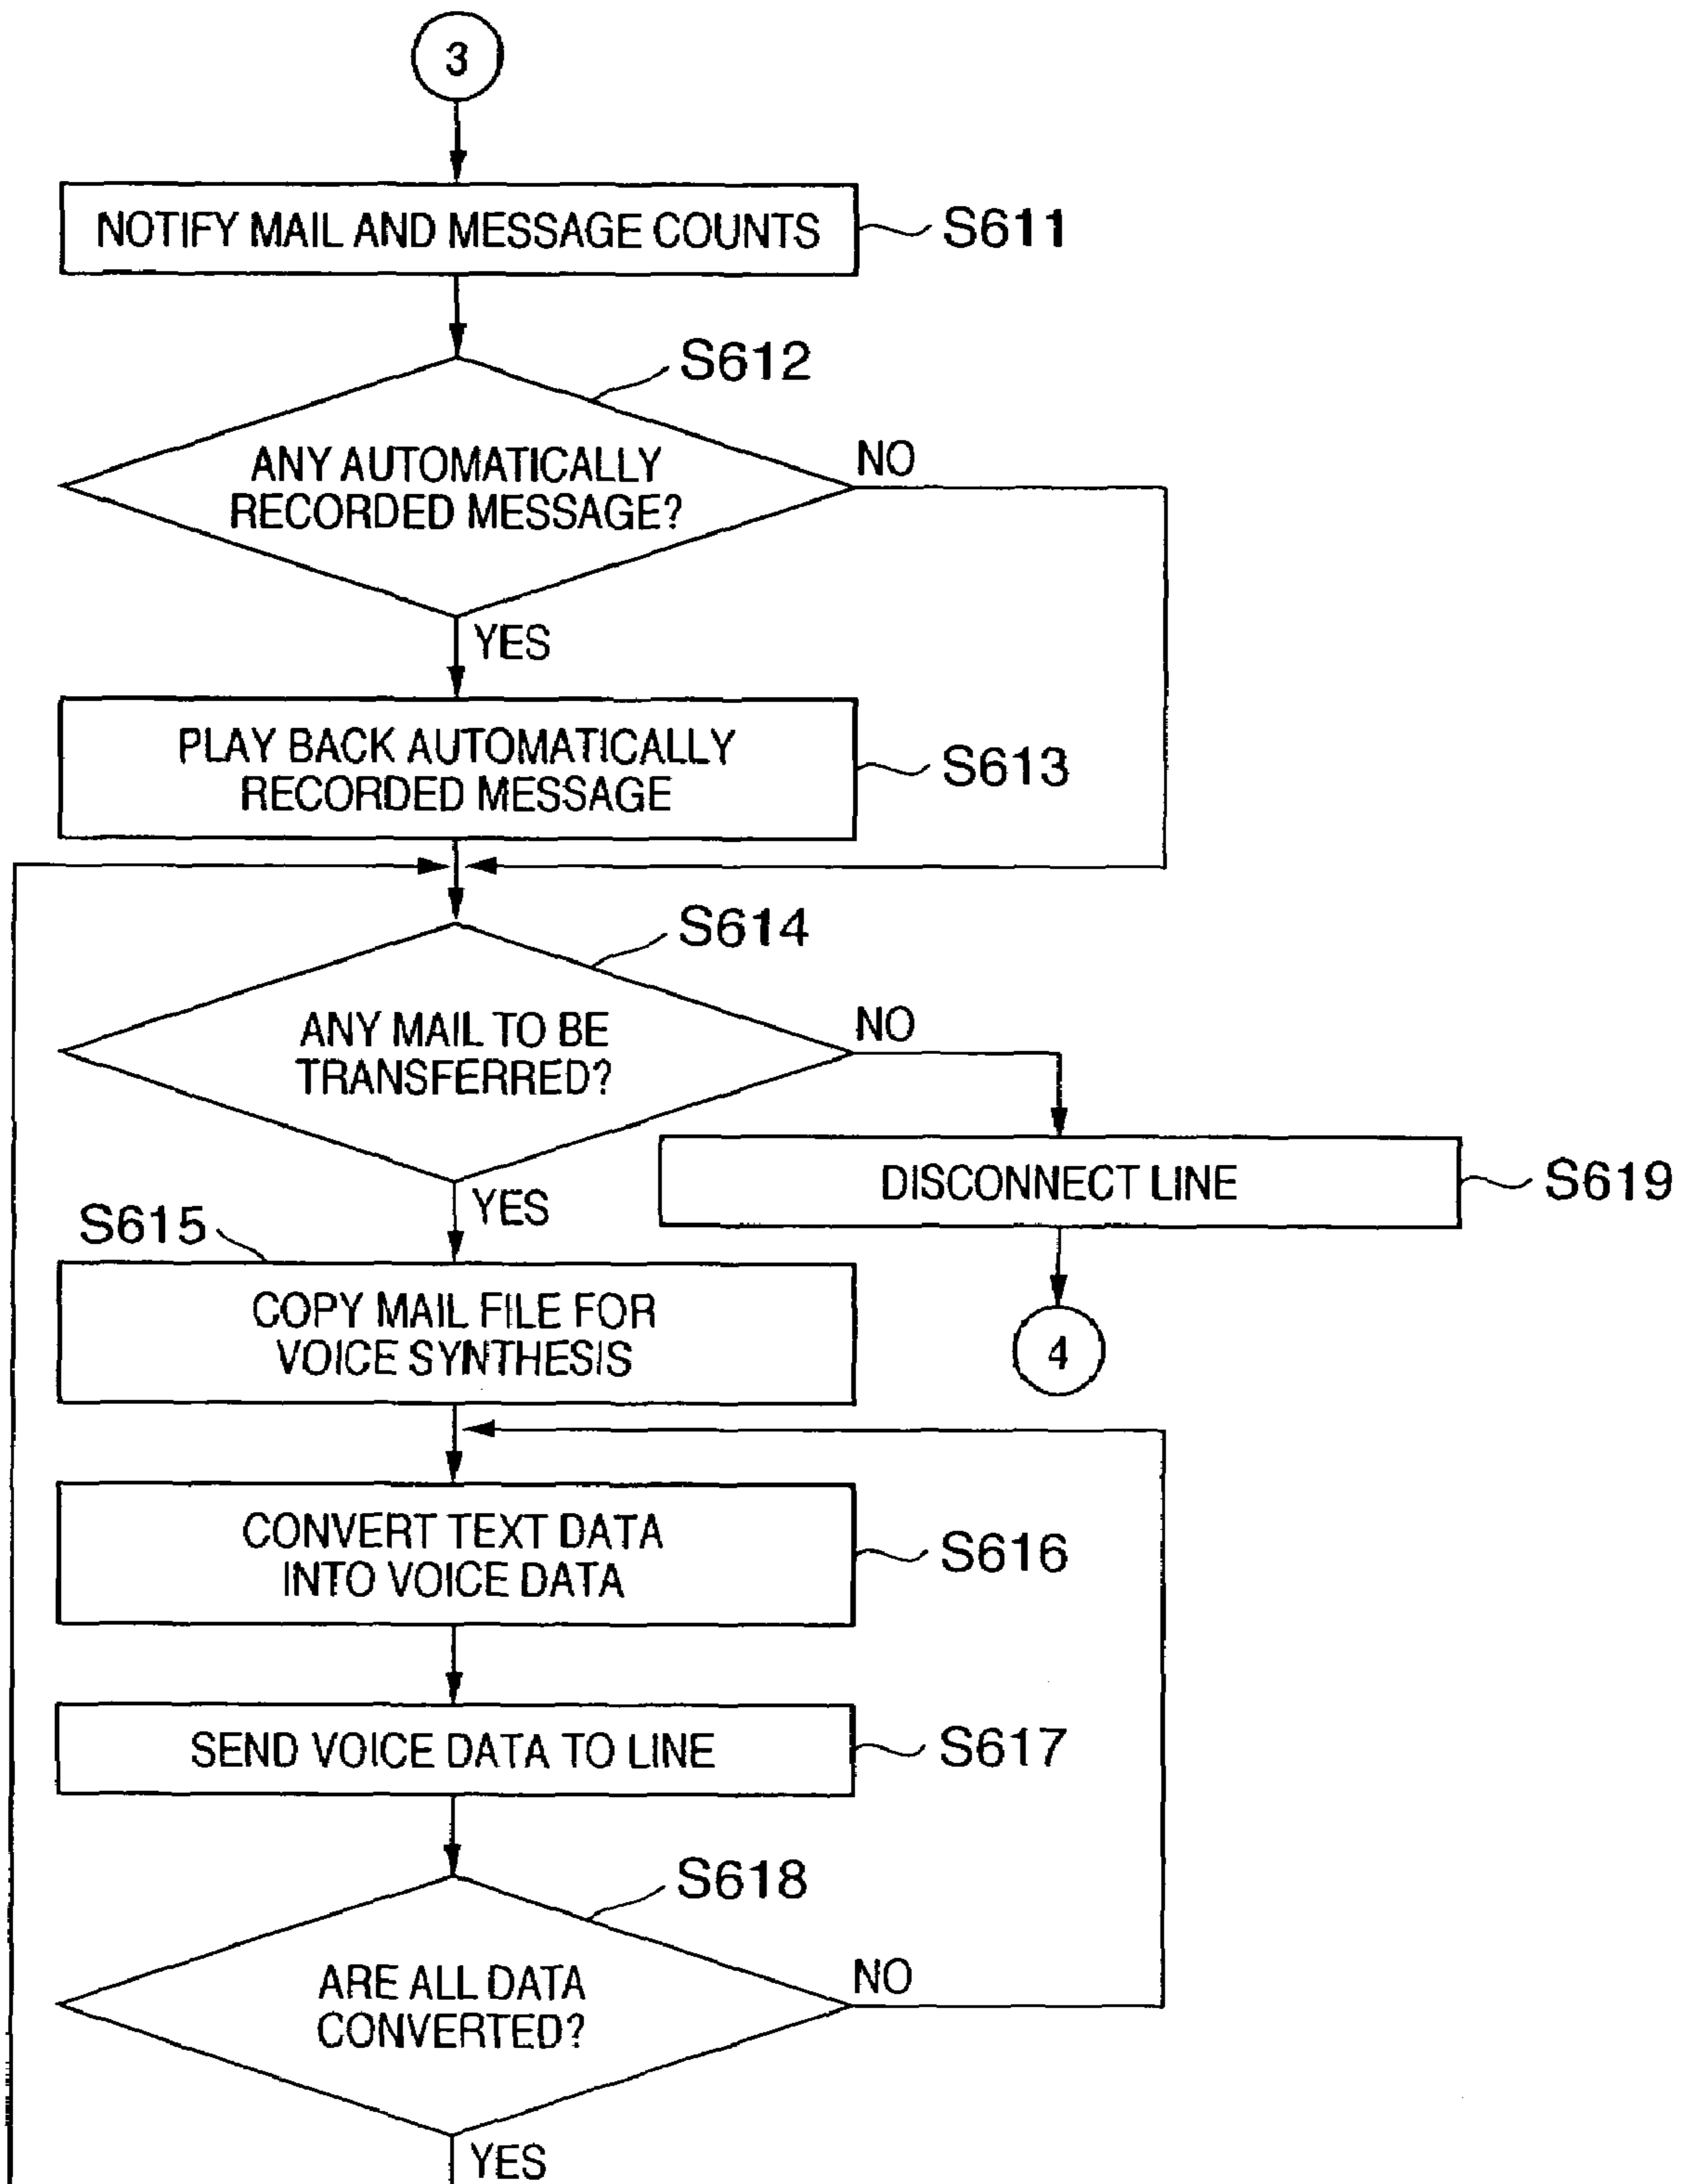 3
NOTIFY MAIL AND MESSAGE COUNTS
S611
S612
ANY AUTOMATICALLY
RECORDED MESSAGE?
NO
YES
PLAY BACK AUTOMATICALLY
RECORDED MESSAGE
S613
S614
ANY MAIL TO BE
TRANSFERRED?
NO
YES
DISCONNECT LINE
S619
4
S615
COPY MAIL FILE FOR
VOICE SYNTHESIS
CONVERT TEXT DATA
INTO VOICE DATA
S616
SEND VOICE DATA TO LINE
S617
S618
ARE ALL DATA
CONVERTED?
NO
YES